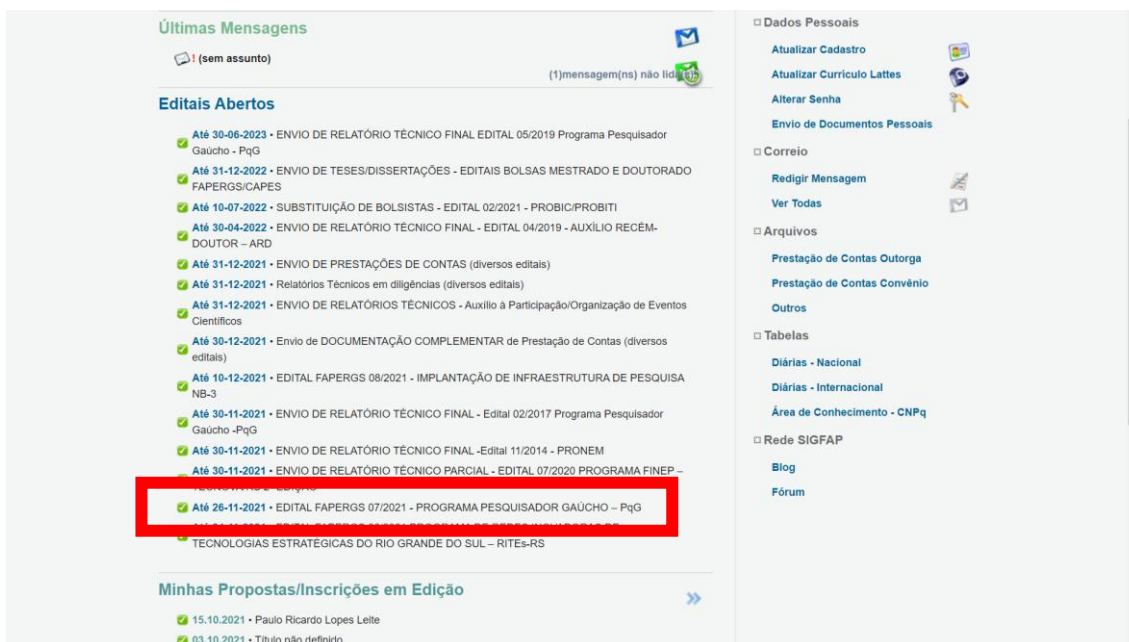 Últimas Mensagens
! (sem assunto)
(1)mensagem(ns) não
Editais Abertos
Até 30-06-2023 • ENVIO DE RELATÓRIO TÉCNICO FINAL EDITAL 05/2019 Programa Pesquisador
Gaúcho - PqG
Até 31-12-2022 • ENVIO DE TESES/DISSERTAÇÕES - EDITAIS BOLSAS MESTRADO E DOUTORADO
FAPERGS/CAPES
Até 10-07-2022 • SUBSTITUIÇÃO DE BOLSISTAS - EDITAL 02/2021 - PROBIC/PROBITI
Até 30-04-2022 • ENVIO DE RELATÓRIO TÉCNICO FINAL - EDITAL 04/2019 - AUXÍLIO RECÉM-
DOUTOR – ARD
Até 31-12-2021 • ENVIO DE PRESTAÇÕES DE CONTAS (diversos editais)
Até 31-12-2021 • Relatórios Técnicos em diligências (diversos editais)
Até 31-12-2021 • ENVIO DE RELATÓRIOS TÉCNICOS - Auxílio à Participação/Organização de Eventos
Científicos
Até 30-12-2021 • Envio de DOCUMENTAÇÃO COMPLEMENTAR de Prestação de Contas (diversos
editais)
Até 10-12-2021 • EDITAL FAPERGS 08/2021 - IMPLANTAÇÃO DE INFRAESTRUTURA DE PESQUISA
NB-3
Até 30-11-2021 • ENVIO DE RELATÓRIO TÉCNICO FINAL - Edital 02/2017 Programa Pesquisador
Gaúcho -PqG
Até 30-11-2021 • ENVIO DE RELATÓRIO TÉCNICO FINAL -Edital 11/2014 - PRONEM
Até 30-11-2021 • ENVIO DE RELATÓRIO TÉCNICO PARCIAL - EDITAL 07/2020 PROGRAMA FINEP –
Até 26-11-2021 • EDITAL FAPERGS 07/2021 - PROGRAMA PESQUISADOR GAÚCHO – PqG
TECNOLOGIAS ESTRATÉGICAS DO RIO GRANDE DO SUL – RITEs-RS
Minhas Propostas/Inscrições em Edição
15.10.2021 • Paulo Ricardo Lopes Leite
03.10.2021 • Título não definido
Dados Pessoais
Atualizar Cadastro
Atualizar Curriculo Lattes
Alterar Senha
Envio de Documentos Pessoais
Correio
Redigir Mensagem
Ver Todas
Arquivos
Prestação de Contas Outorga
Prestação de Contas Convênio
Outros
Tabelas
Diárias - Nacional
Diárias - Internacional
Área de Conhecimento - CNPq
Rede SIGFAP
Blog
Fórum